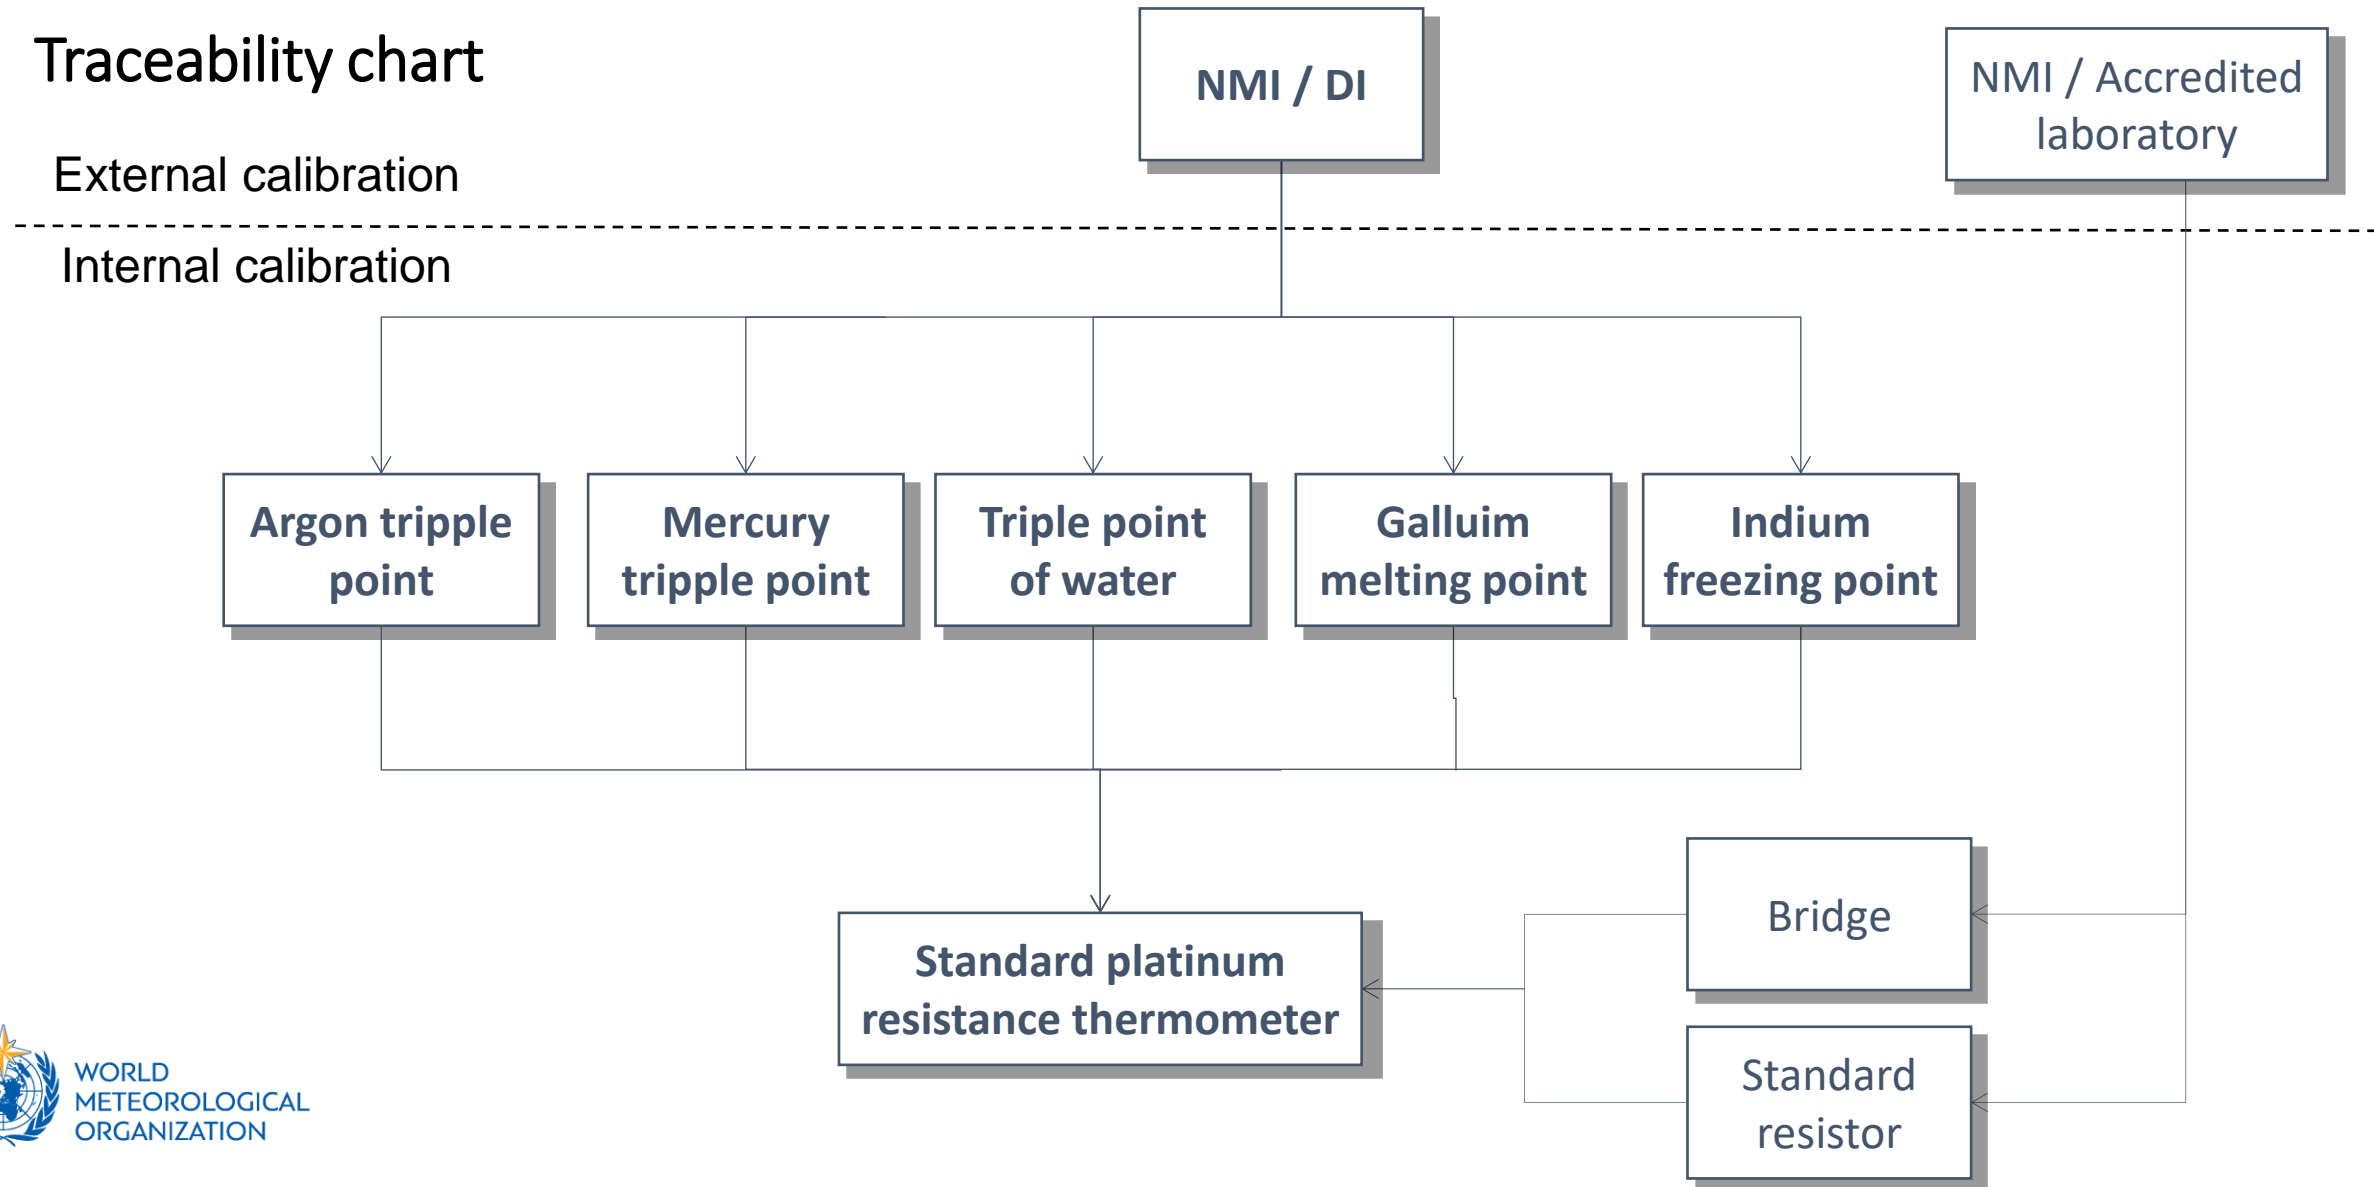 Traceability chart
NMI / DI
NMI / Accredited
laboratory
External calibration
Internal calibration
Argon tripple
point
Mercury
tripple point
Triple point
of water
Galluim
melting point
Indium
freezing point
Bridge
Standard platinum
resistance thermometer
Standard
resistor
WORLD
METEOROLOGICAL
ORGANIZATION